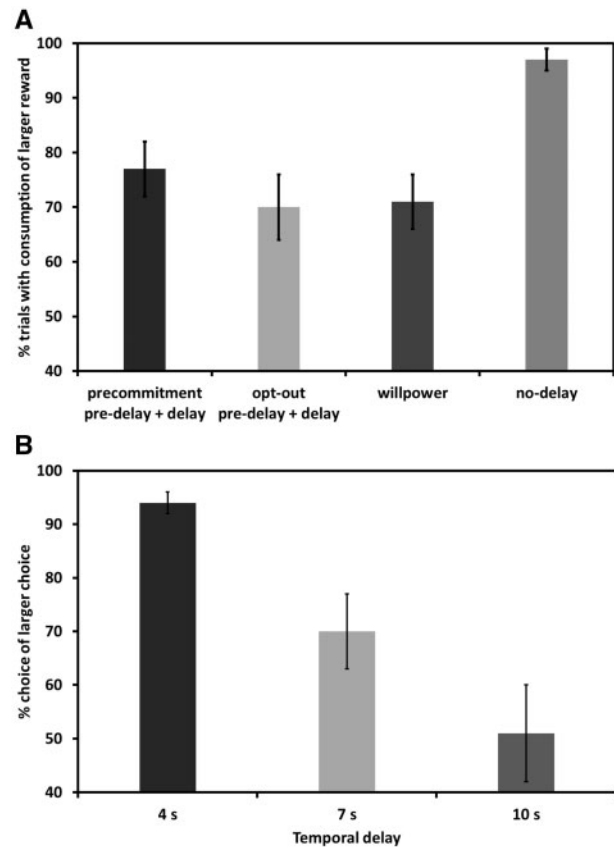 A
100
90
80
70
60
50
40
% trials with consumption of larger reward
precommitment
pre-delay + delay
opt-out
pre-delay + delay
willpower
no-delay
B
100
90
80
70
60
50
40
% choice of larger choice
4 s
7 s
10 s
Temporal delay